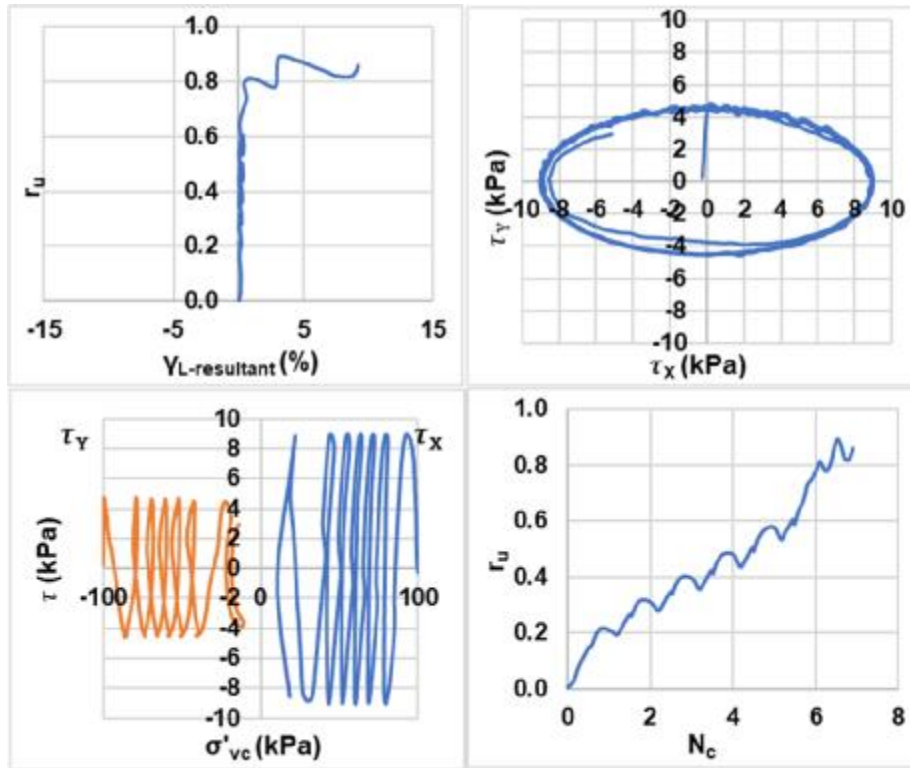 1.0
0.8
0.6
0.4
0.2
0.0
r_u
-15 -5 5 15
γ_L-resultant (%)
10
8
6
4
2
0
-2
-4
-6
-8
-10
τ_Y (kPa)
-10 -8 -6 -4 -2 0 2 4 6 8 10
τ_X (kPa)
τ_Y τ_X
10
8
6
4
2
0
-2
-4
-6
-8
-10
τ (kPa)
-100 0 100
σ'_vc (kPa)
1.0
0.8
0.6
0.4
0.2
0.0
r_u
0 2 4 6 8
N_c